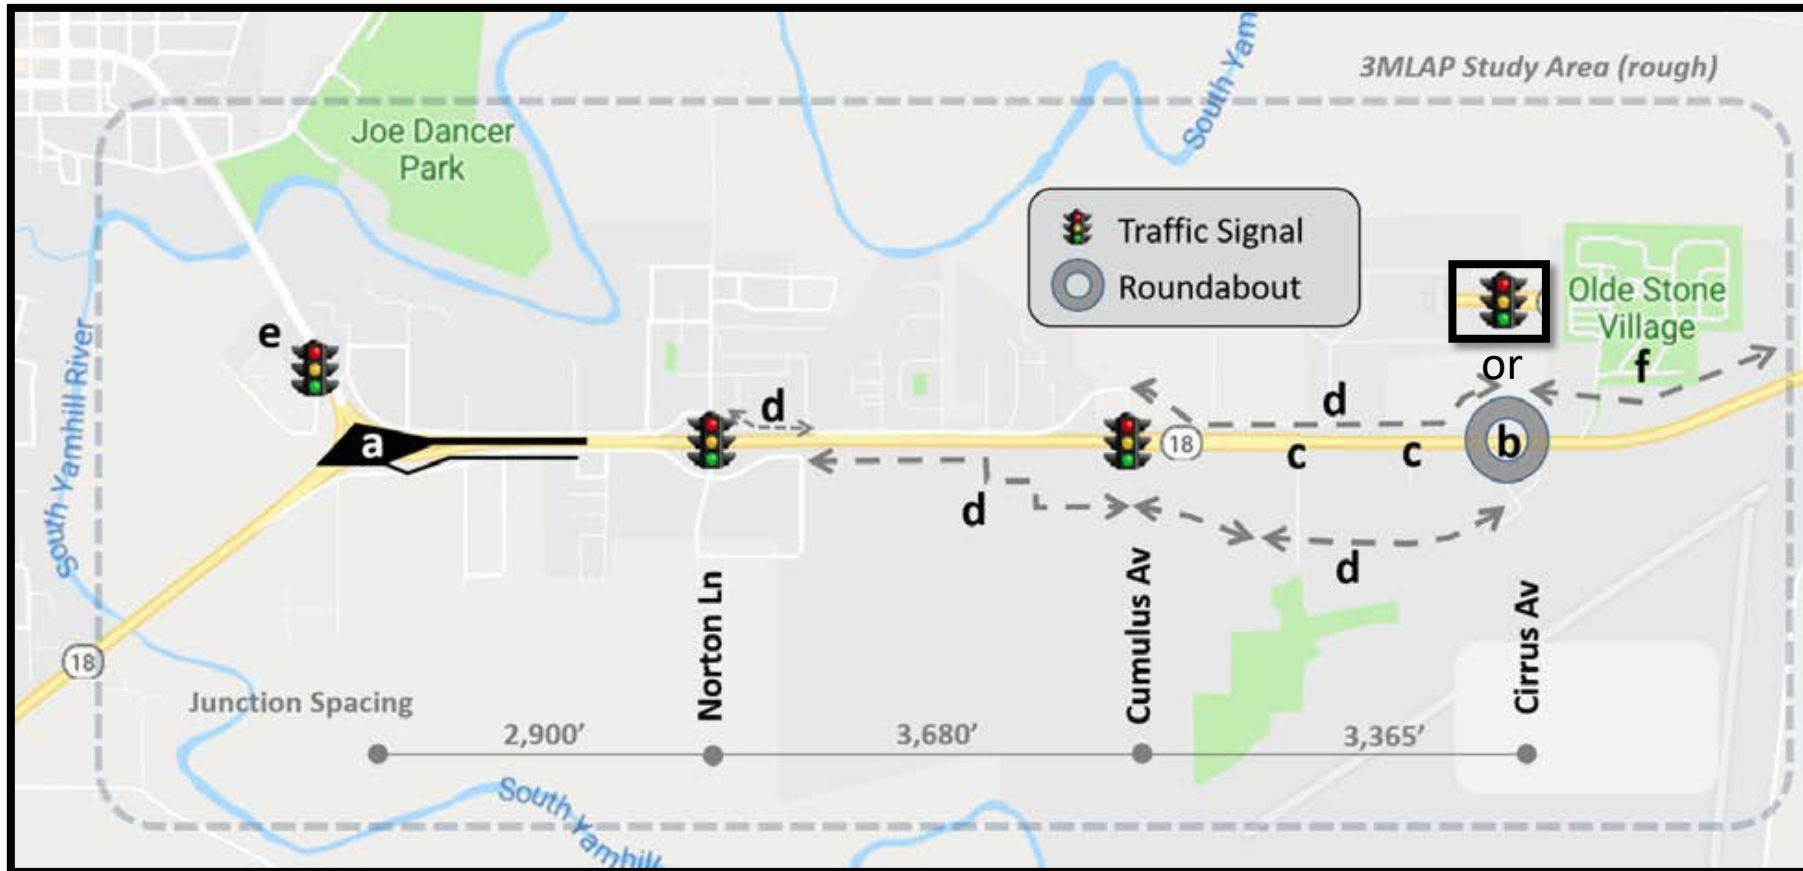 3MLAP Study Area (rough)
South Yam
Joe Dancer
Park
Traffic Signal
Roundabout
Olde Stone
Village
or
f
e
d
d
a
18
c
c
b
South Yamhill River
d
d
Norton Ln
Cumulus Av
Cirrus Av
18
Junction Spacing
2,900’
3,680’
3,365’
South Yamhill